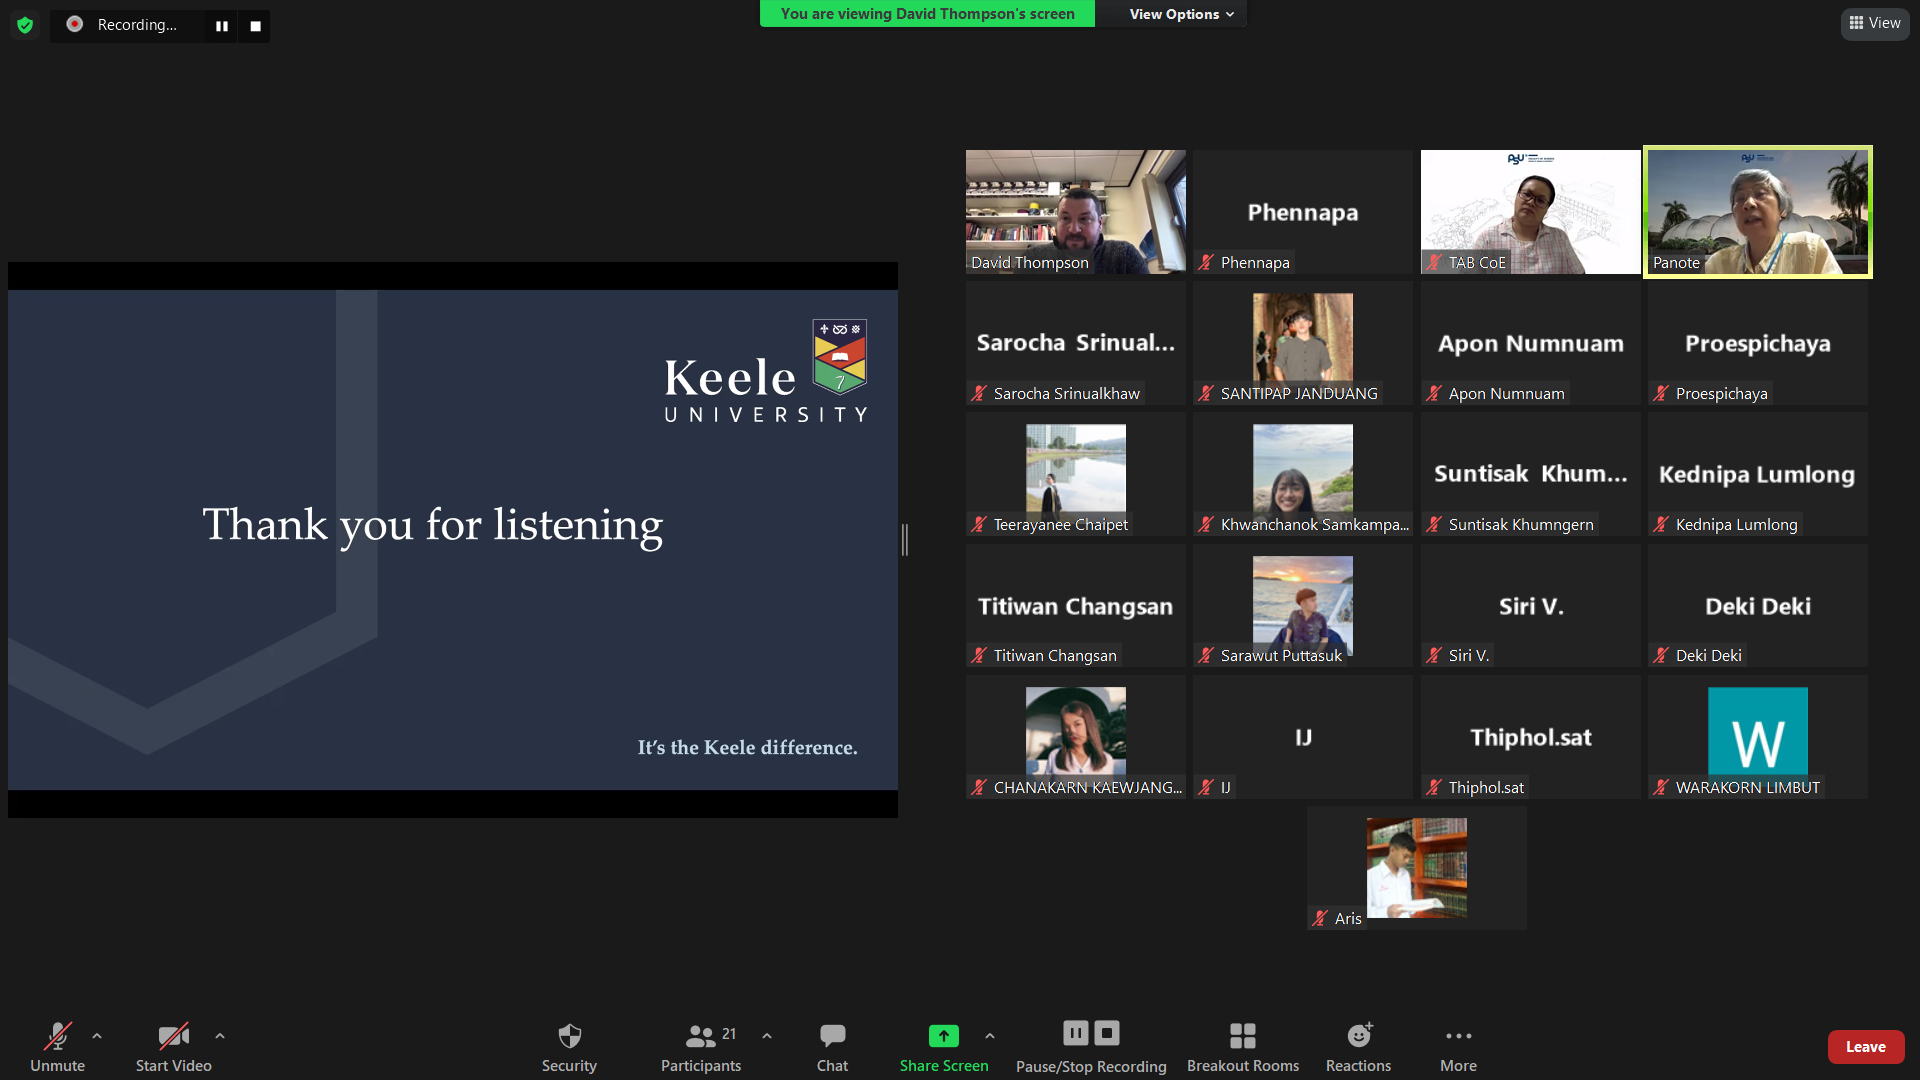 Recording...
You are viewing David Thompson's screen
View Options
View
Keele
UNIVERSITY
Thank you for listening
It's the Keele difference.
David Thompson
Phennapa
Phennapa
PSU
TAB CoE
PSU
Panote
Sarocha Srinual...
Sarocha Srinualkhaw
SANTIPAP JANDUANG
Apon Numnuam
Apon Numnuam
Proespichaya
Proespichaya
Teerayanee Chaipet
Khwanchanok Samkampa...
Suntisak Khum...
Suntisak Khumngern
Kednipa Lumlong
Kednipa Lumlong
Titiwan Changsan
Titiwan Changsan
Sarawut Puttasuk
Siri V.
Siri V.
Deki Deki
Deki Deki
CHANAKARN KAEWJANG...
IJ
IJ
Thiphol.sat
Thiphol.sat
W
WARAKORN LIMBUT
Aris
Unmute
Start Video
Security
21
Participants
Chat
Share Screen
Pause/Stop Recording
Breakout Rooms
Reactions
More
Leave